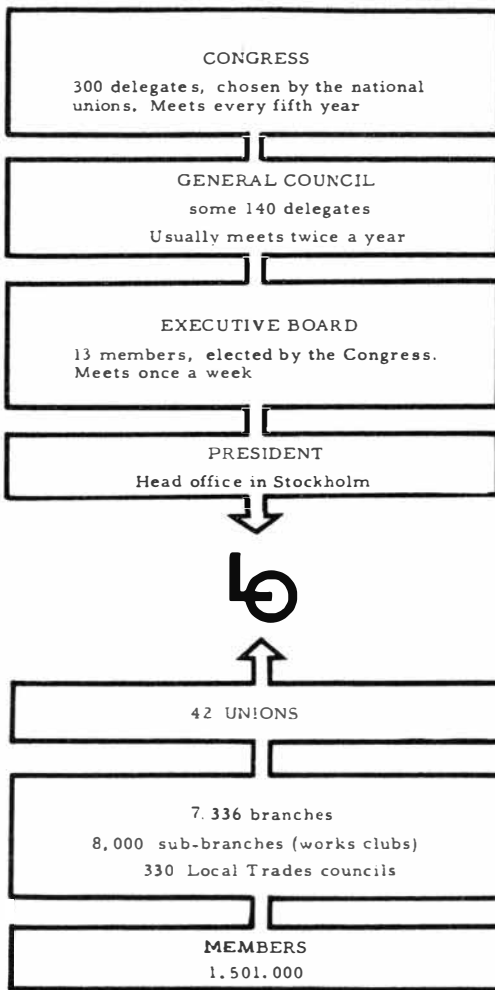 CONGRESS
300 delegates, chosen by the national
unions. Meets every fifth year
GENERAL COUNCIL
some 140 delegates
Usually meets twice a year
EXECUTIVE BOARD
13 members, elected by the Congress.
Meets once a week
PRESIDENT
Head office in Stockholm
LO
42 UNIONS
7.336 branches
8,000 sub-branches (works clubs)
330 Local Trades councils
MEMBERS
1.501.000